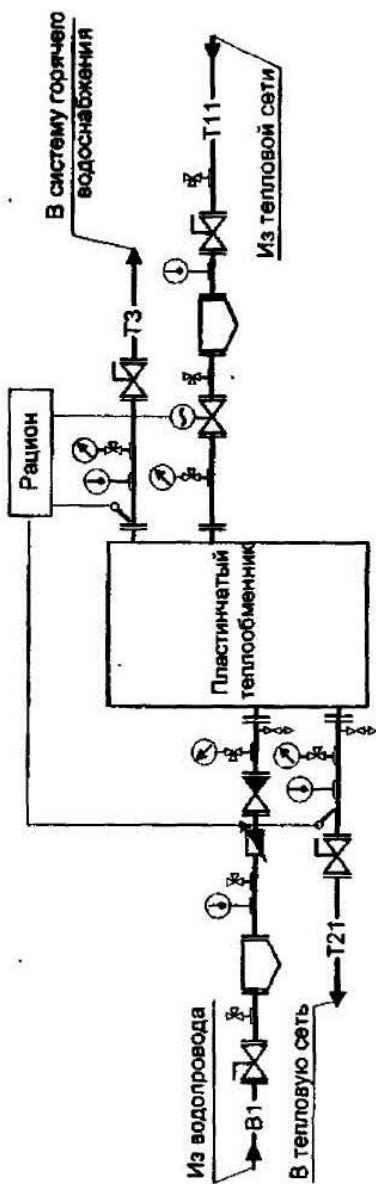 В систему горячего
водоснабжения
Рацион
Т3
Т11
Из тепловой сети
Пластинчатый
теплообменник
Из водопровода
В1
Т21
В тепловую сеть